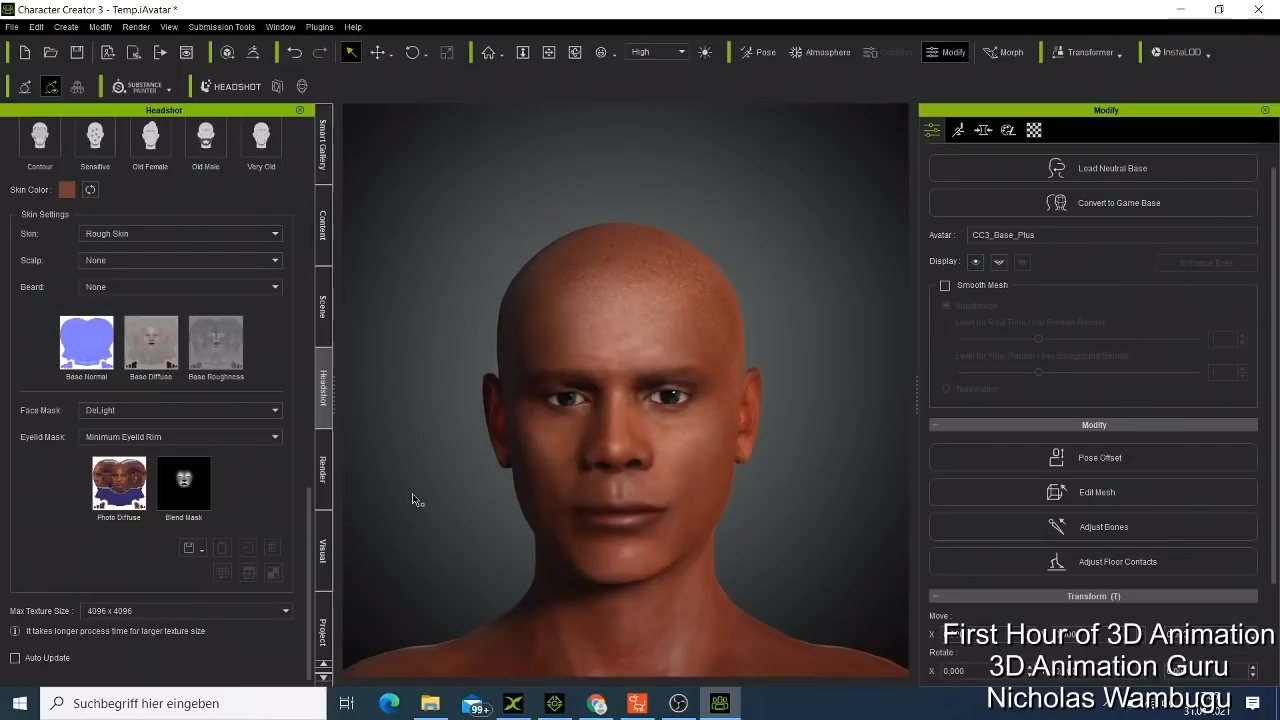 Character Creator 3 - Temp.iAvatar *
File Edit Create Modify Render View Submission Tools Window Plugins Help
High Pose Atmosphere Conform Modify Morph Transformer InstaLOD
SUBSTANCE PAINTER HEADSHOT
Headshot
Contour Sensitive Old Female Old Male Very Old
Skin Color :
Skin Settings
Skin: Rough Skin
Scalp: None
Beard: None
Base Normal Base Diffuse Base Roughness
Face Mask DeLight
Eyelid Mask: Minimum Eyelid Rim
Photo Diffuse Blend Mask
Max Texture Size : 4096 x 4096
It takes longer process time for larger texture size
Auto Update
Smart Gallery
Content
Scene
Headshot
Render
Visual
Project
Modify
Load Neutral Base
Convert to Game Base
Avatar : CC3_Base_Plus
Display :
Smooth Mesh
Subdivision
Tessellation
Modify
Pose Offset
Edit Mesh
Adjust Bones
Adjust Floor Contacts
Transform (T)
Move :
X
Rotate :
X 0,000
First Hour of 3D Animation
3D Animation Guru
Nicholas Wambugu
Suchbegriff hier eingeben
99+